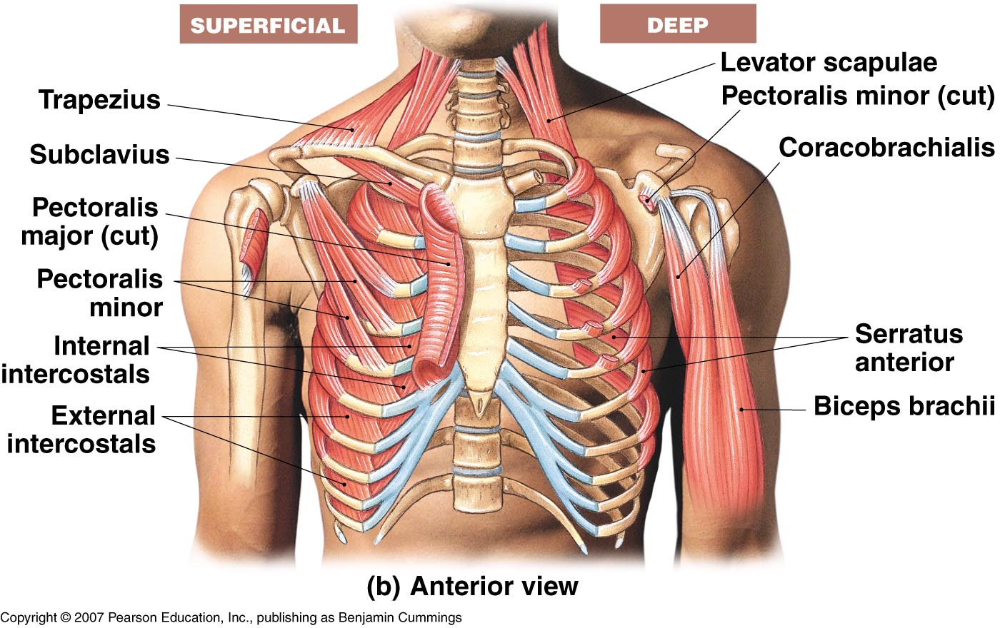 SUPERFICIAL
DEEP
Trapezius
Subclavius
Pectoralis
major (cut)
Pectoralis
minor
Internal
intercostals
External
intercostals
Levator scapulae
Pectoralis minor (cut)
Coracobrachialis
Serratus
anterior
Biceps brachii
(b) Anterior view
Copyright © 2007 Pearson Education, Inc., publishing as Benjamin Cummings